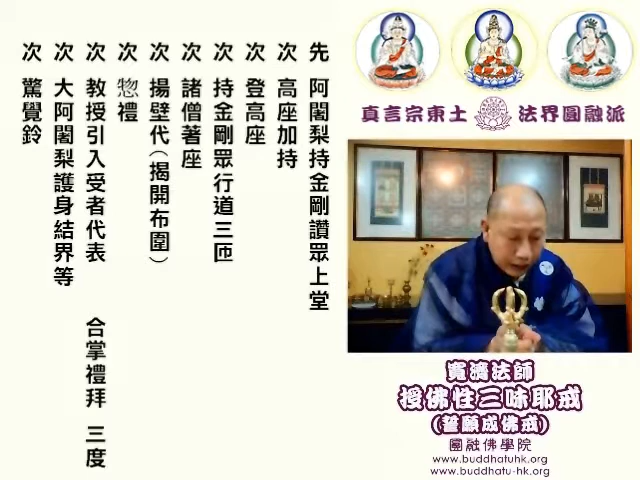 先 阿闍梨持金剛讚眾上堂
次 高座加持
次 登高座
次 持金剛眾行道三匝
次 諸僧著座
次 揚壁代(揭開布圍)
次 惣禮
次 教授引入受者代表 合掌禮拜 三度
次 大阿闍梨護身結界等
次 驚覺鈴
真言宗東土 法界圓融派
寬濟法師
授佛性三昧耶戒
(誓願成佛戒)
圓融佛學院
www.buddhatuhk.org
www.buddhatu-hk.org